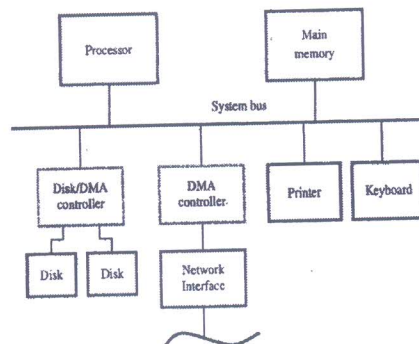 Processor
Main
memory
System bus
Disk/DMA
controller
DMA
controller
Printer
Keyboard
Disk
Disk
Network
Interface